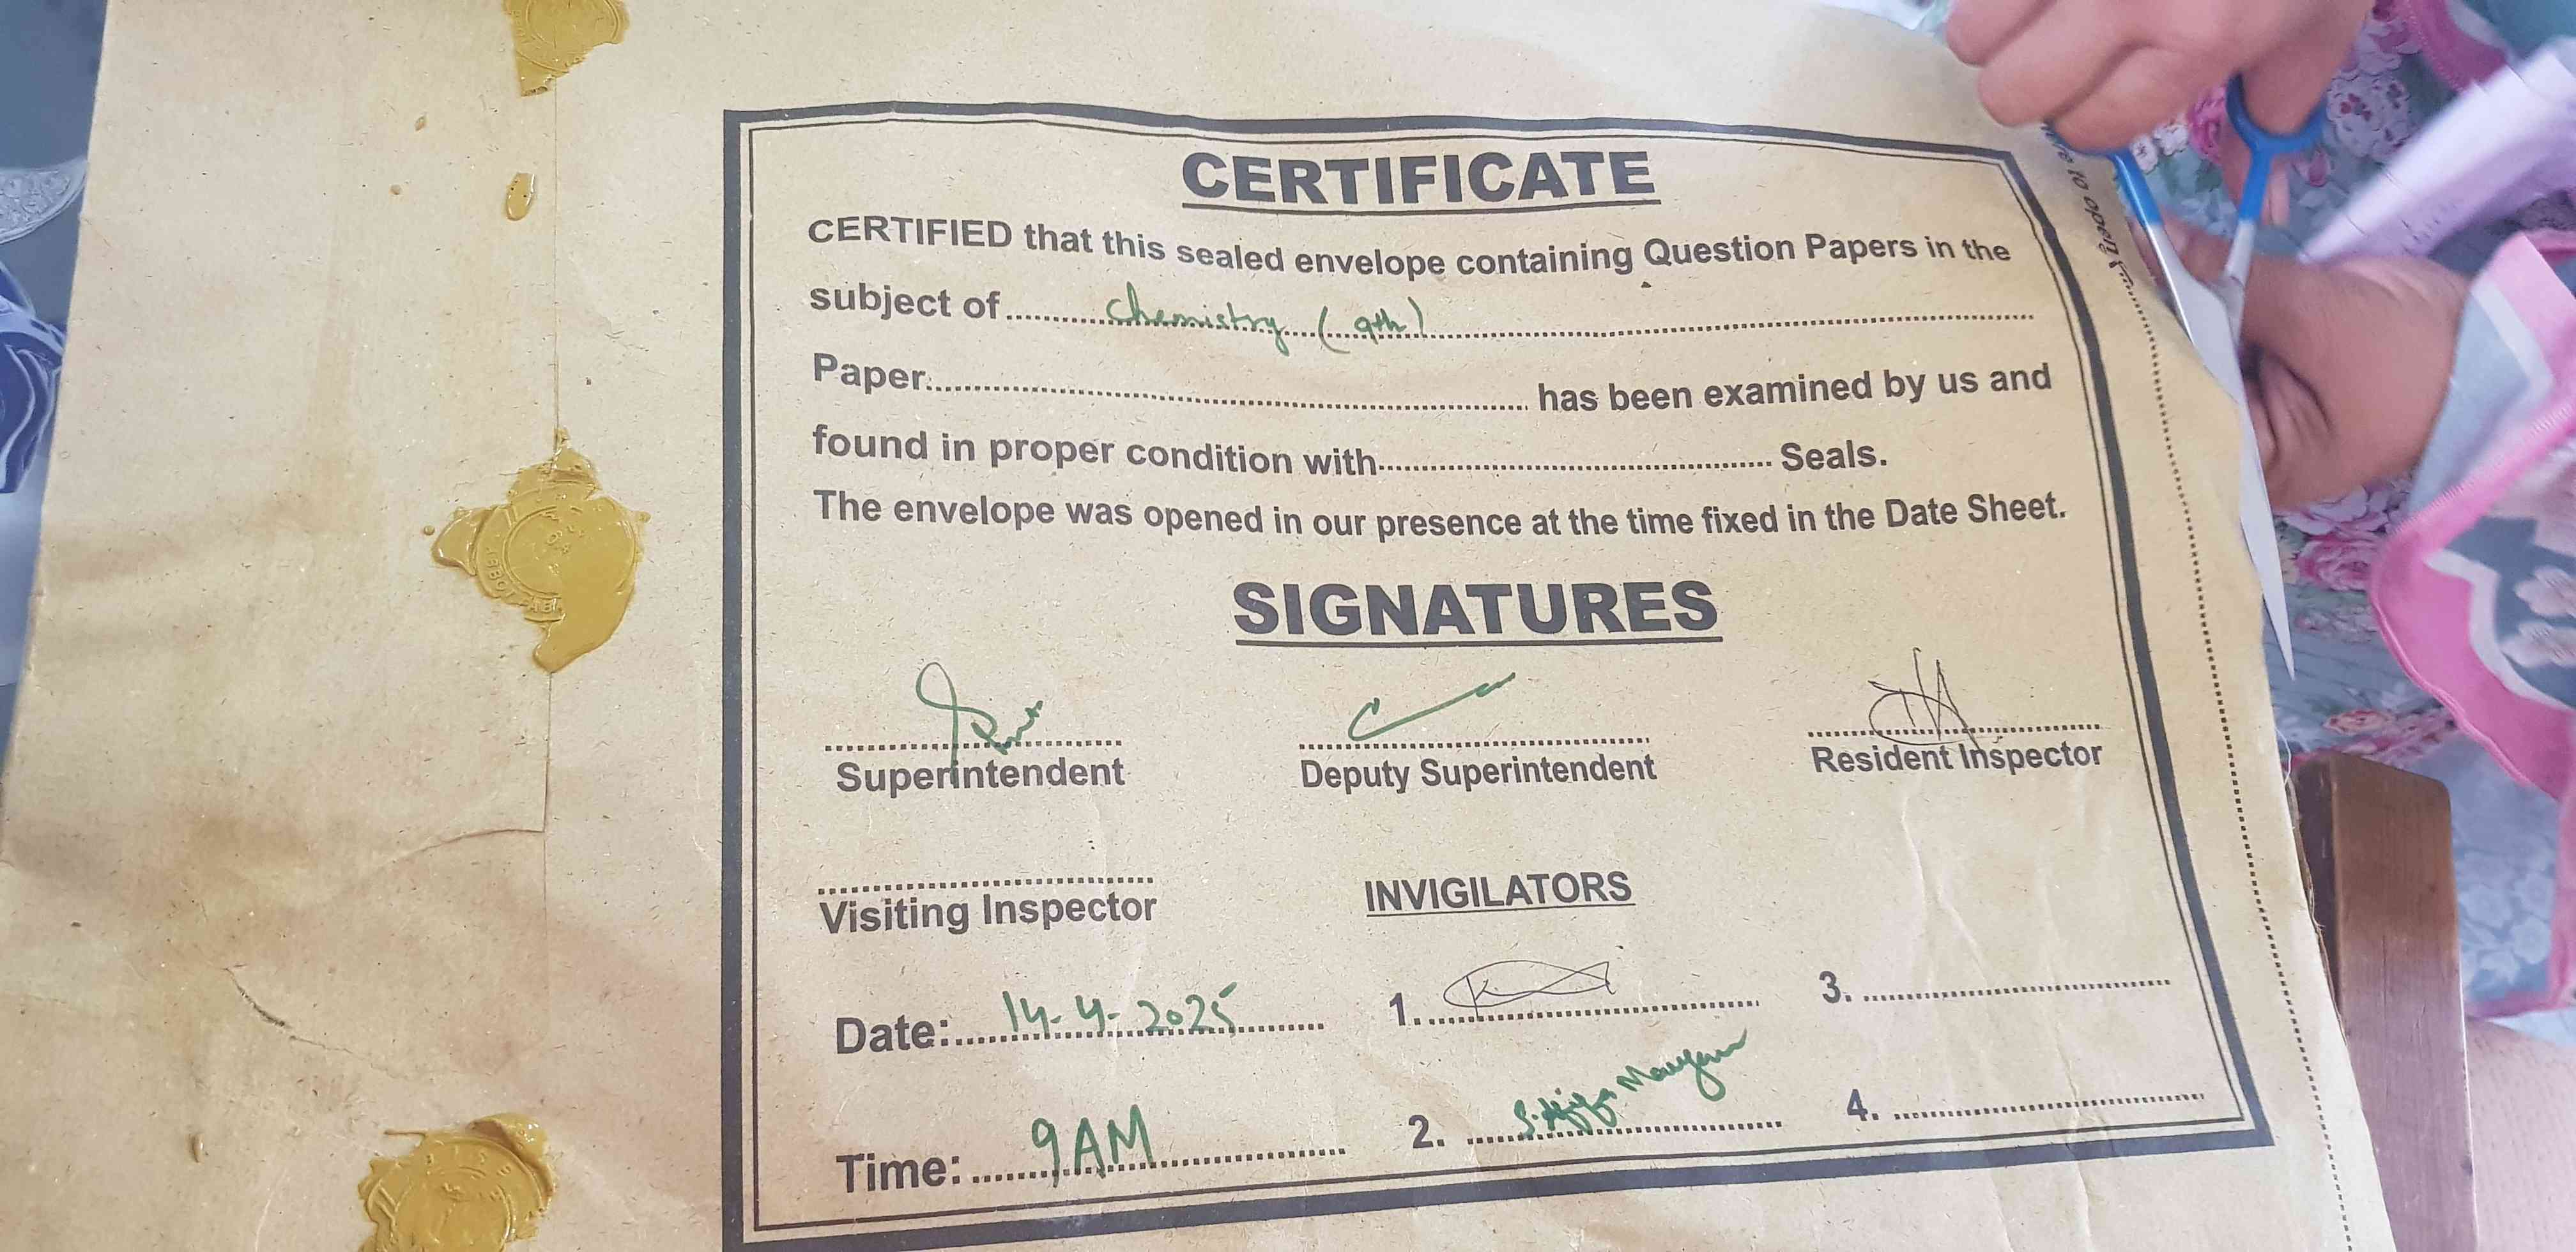 CERTIFICATE
CERTIFIED that this sealed envelope containing Question Papers in the
subject of Chemistry (9th)
Paper has been examined by us and
found in proper condition with Seals.
The envelope was opened in our presence at the time fixed in the Date Sheet.
SIGNATURES
Superintendent Deputy Superintendent Resident Inspector
Visiting Inspector INVIGILATORS
Date: 14-4-2025 1. 3.
Time: 9AM 2. 4.
to open